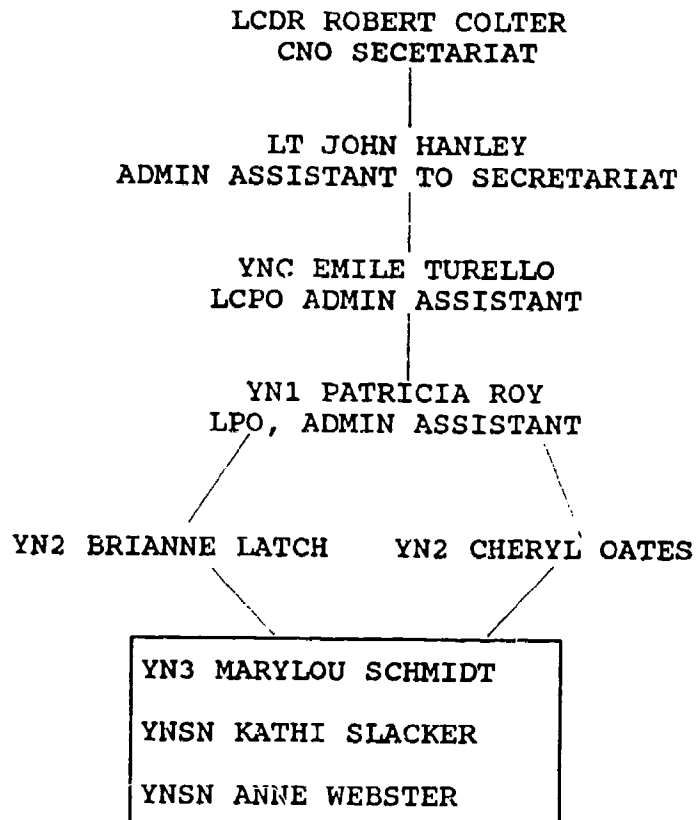 LCDR ROBERT COLTER
CNO SECETARIAT
LT JOHN HANLEY
ADMIN ASSISTANT TO SECRETARIAT
YNC EMILE TURELLO
LCPO ADMIN ASSISTANT
YN1 PATRICIA ROY
LPO, ADMIN ASSISTANT
YN2 BRIANNE LATCH YN2 CHERYL OATES
YN3 MARYLOU SCHMIDT
YNSN KATHI SLACKER
YNSN ANNE WEBSTER